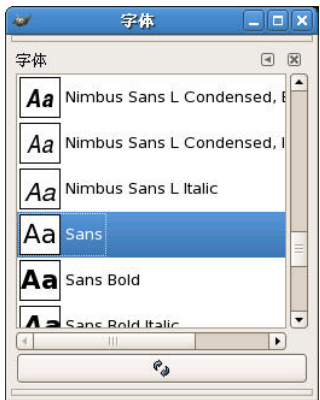 字体
字体
Aa Nimbus Sans L Condensed, B
Aa Nimbus Sans L Condensed, I
Aa Nimbus Sans L Italic
Aa Sans
Aa Sans Bold
Aa Sans Bold Italic